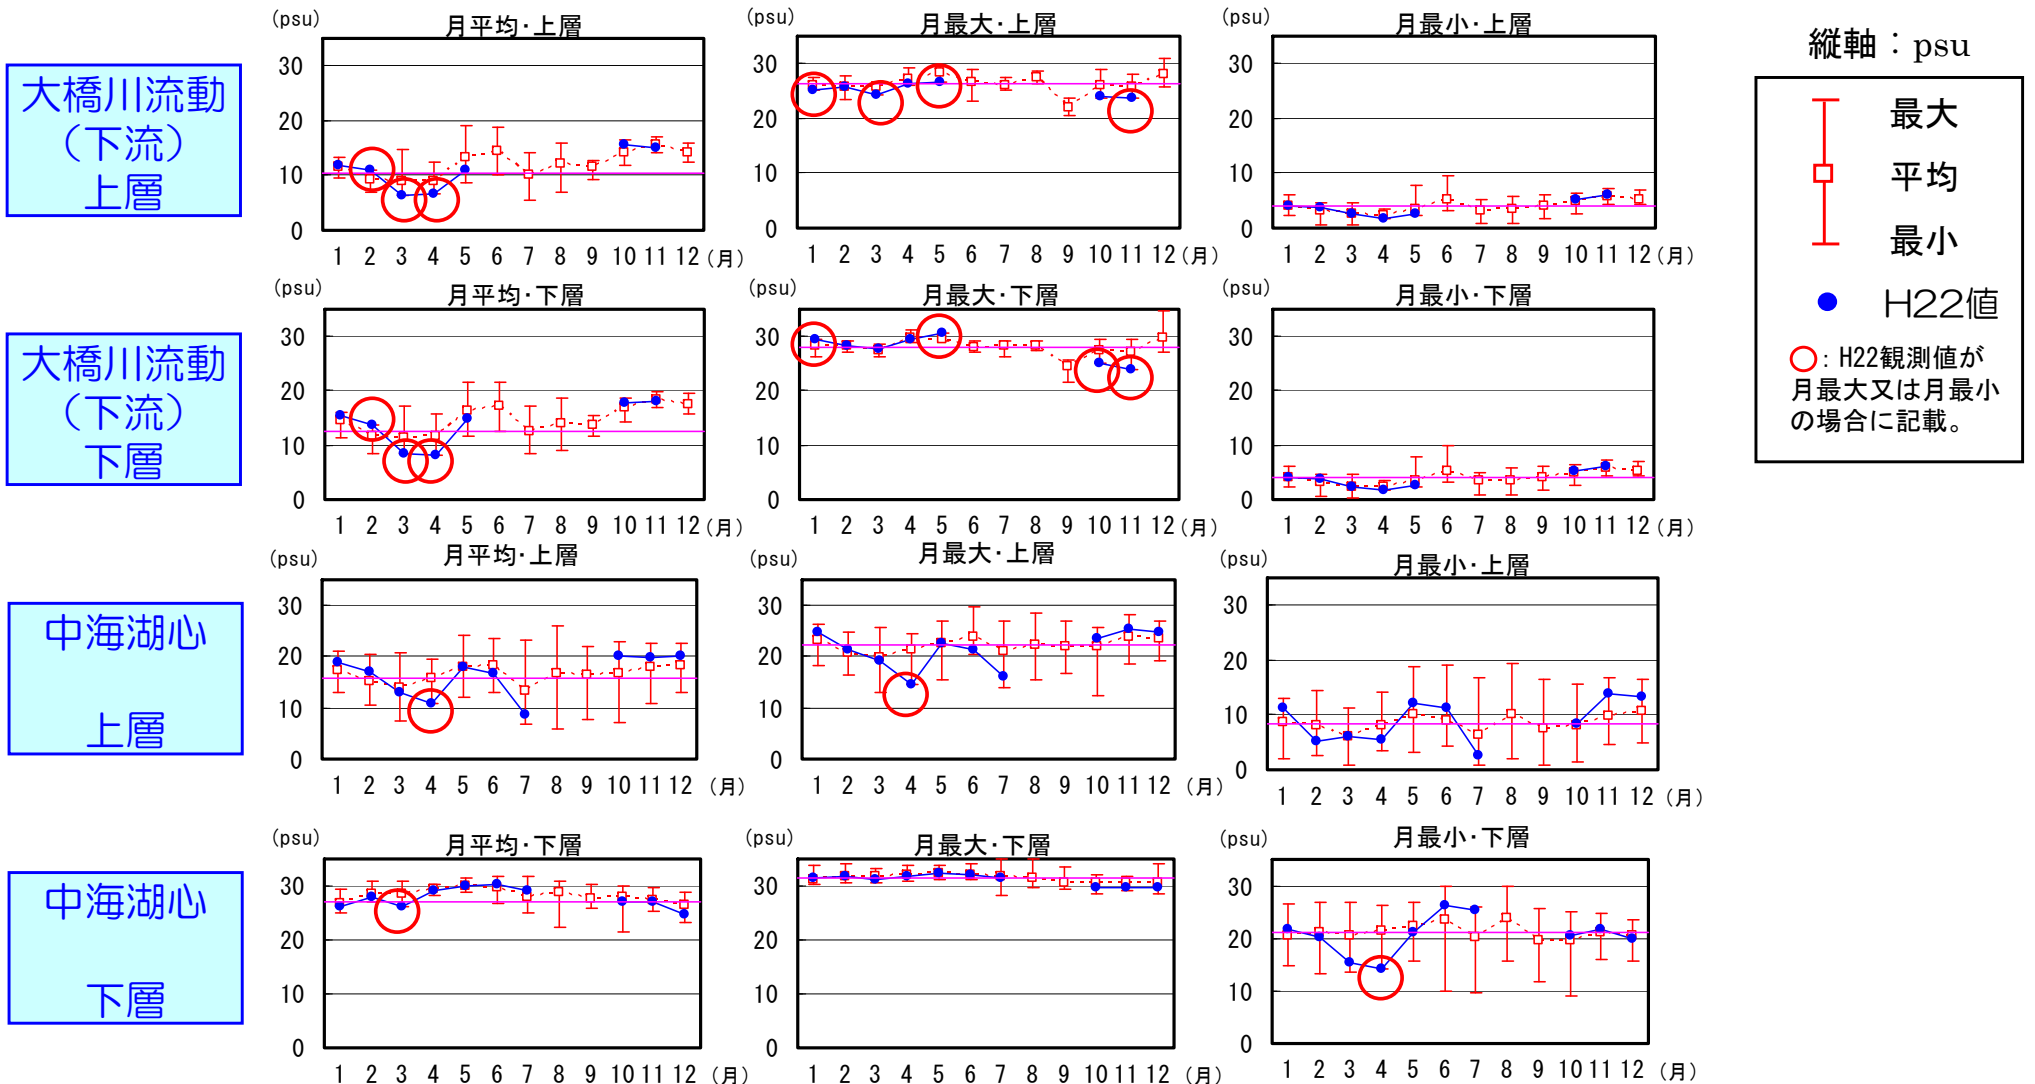 大橋川流動
（下流）
上層
(psu)
月平均･上層
30
20
10
0
1 2 3 4 5 6 7 8 9 10 11 12 (月)
(psu)
月最大･上層
30
20
10
0
1 2 3 4 5 6 7 8 9 10 11 12 (月)
(psu)
月最小･上層
30
20
10
0
1 2 3 4 5 6 7 8 9 10 11 12 (月)
縦軸：psu
最大
平均
最小
H22値
○: H22観測値が
月最大又は月最小
の場合に記載。
大橋川流動
（下流）
下層
(psu)
月平均･下層
30
20
10
0
1 2 3 4 5 6 7 8 9 10 11 12 (月)
(psu)
月最大･下層
30
20
10
0
1 2 3 4 5 6 7 8 9 10 11 12 (月)
(psu)
月最小･下層
30
20
10
0
1 2 3 4 5 6 7 8 9 10 11 12 (月)
中海湖心
上層
(psu)
月平均･上層
30
20
10
0
1 2 3 4 5 6 7 8 9 10 11 12 (月)
(psu)
月最大･上層
30
20
10
0
1 2 3 4 5 6 7 8 9 10 11 12 (月)
(psu)
月最小･上層
30
20
10
0
1 2 3 4 5 6 7 8 9 10 11 12 (月)
中海湖心
下層
(psu)
月平均･下層
30
20
10
0
1 2 3 4 5 6 7 8 9 10 11 12 (月)
(psu)
月最大･下層
30
20
10
0
1 2 3 4 5 6 7 8 9 10 11 12 (月)
(psu)
月最小･下層
30
20
10
0
1 2 3 4 5 6 7 8 9 10 11 12 (月)